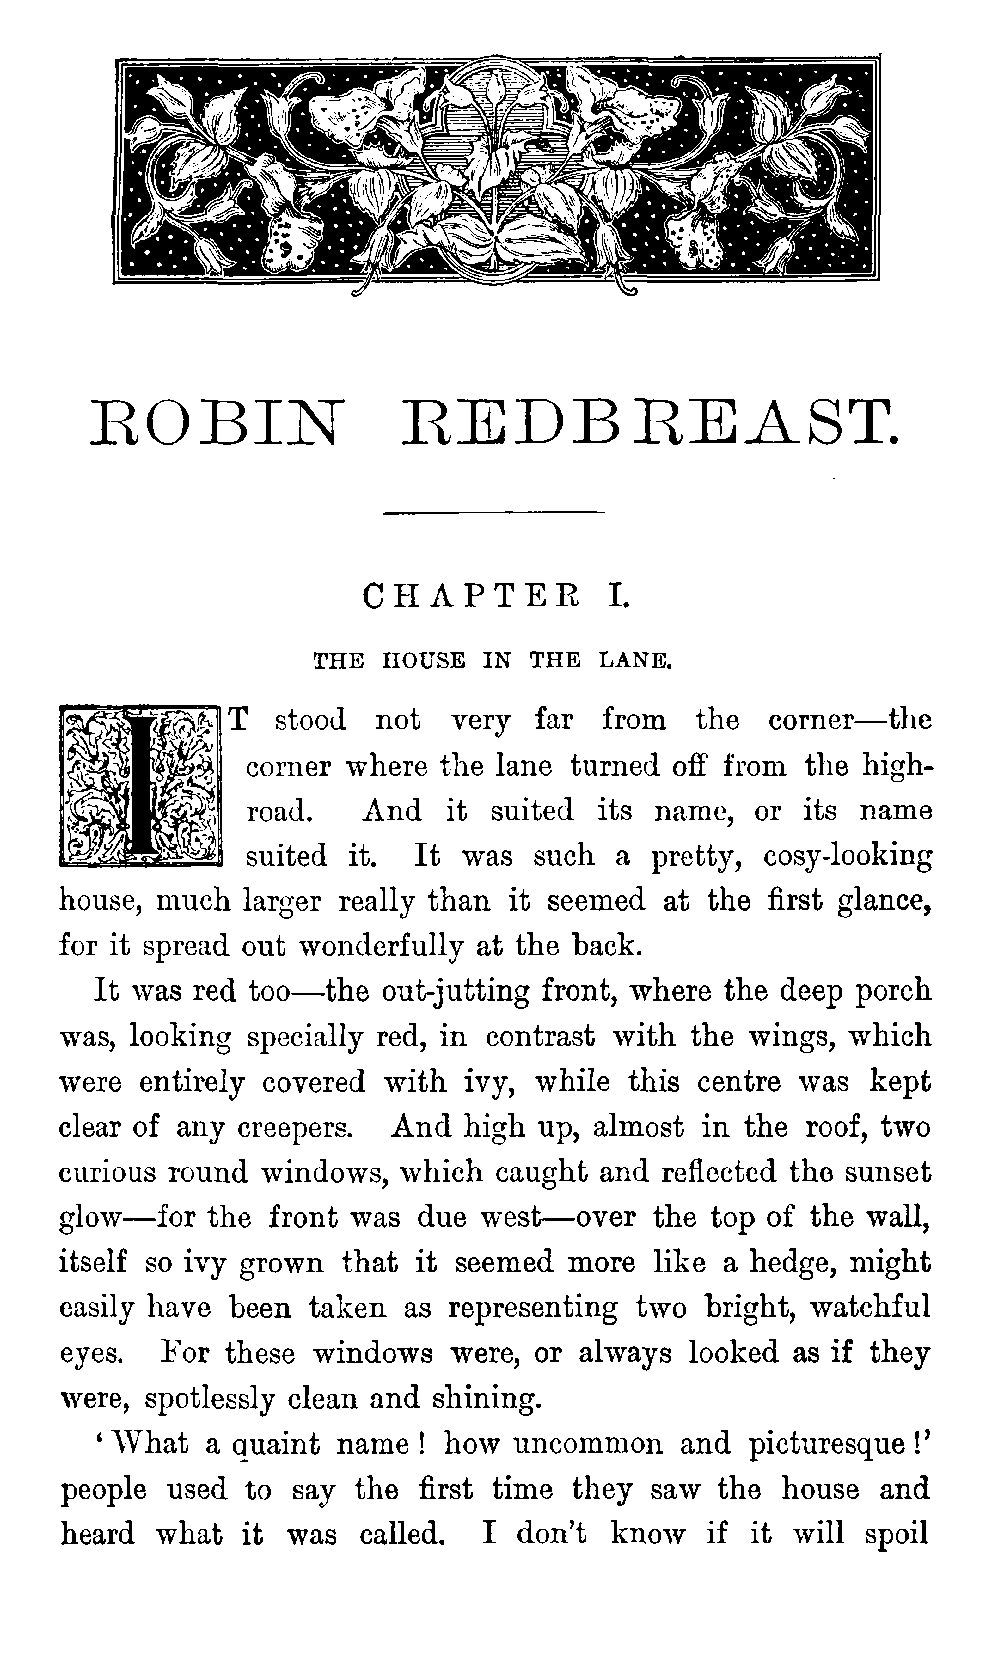 ROBIN REDBREAST.
CHAPTER I.
THE HOUSE IN THE LANE.
IT stood not very far from the corner—the
corner where the lane turned off from the high-
road. And it suited its name, or its name
suited it. It was such a pretty, cosy-looking
house, much larger really than it seemed at the first glance,
for it spread out wonderfully at the back.
It was red too—the out-jutting front, where the deep porch
was, looking specially red, in contrast with the wings, which
were entirely covered with ivy, while this centre was kept
clear of any creepers. And high up, almost in the roof, two
curious round windows, which caught and reflected the sunset
glow—for the front was due west—over the top of the wall,
itself so ivy grown that it seemed more like a hedge, might
easily have been taken as representing two bright, watchful
eyes. For these windows were, or always looked as if they
were, spotlessly clean and shining.
‘What a quaint name! how uncommon and picturesque!’
people used to say the first time they saw the house and
heard what it was called. I don’t know if it will spoil